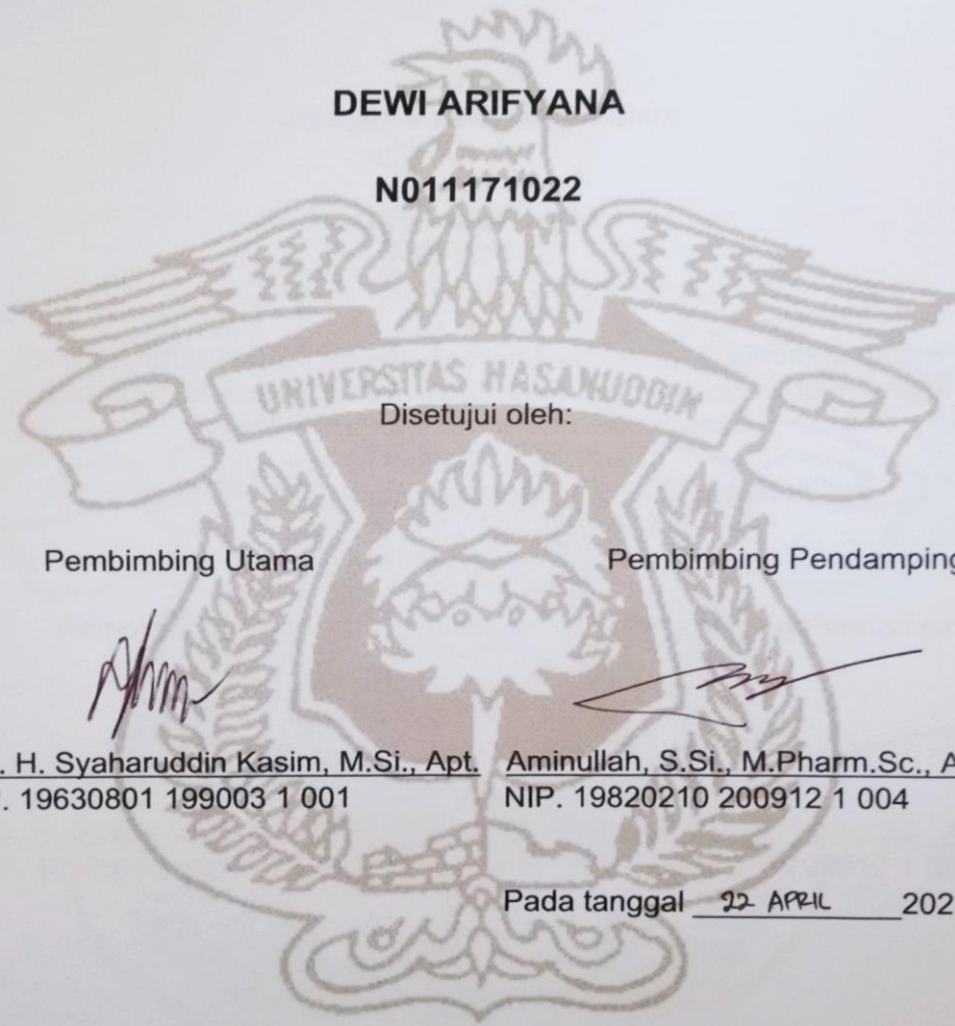 DEWI ARIFYANA
N011171022
UNIVERSITAS HASANUDDIN
Disetujui oleh:
Pembimbing Utama Pembimbing Pendamping
. H. Syaharuddin Kasim, M.Si., Apt. Aminullah, S.Si., M.Pharm.Sc., A
. 19630801 199003 1 001 NIP. 19820210 200912 1 004
Pada tanggal 22 APRIL 202